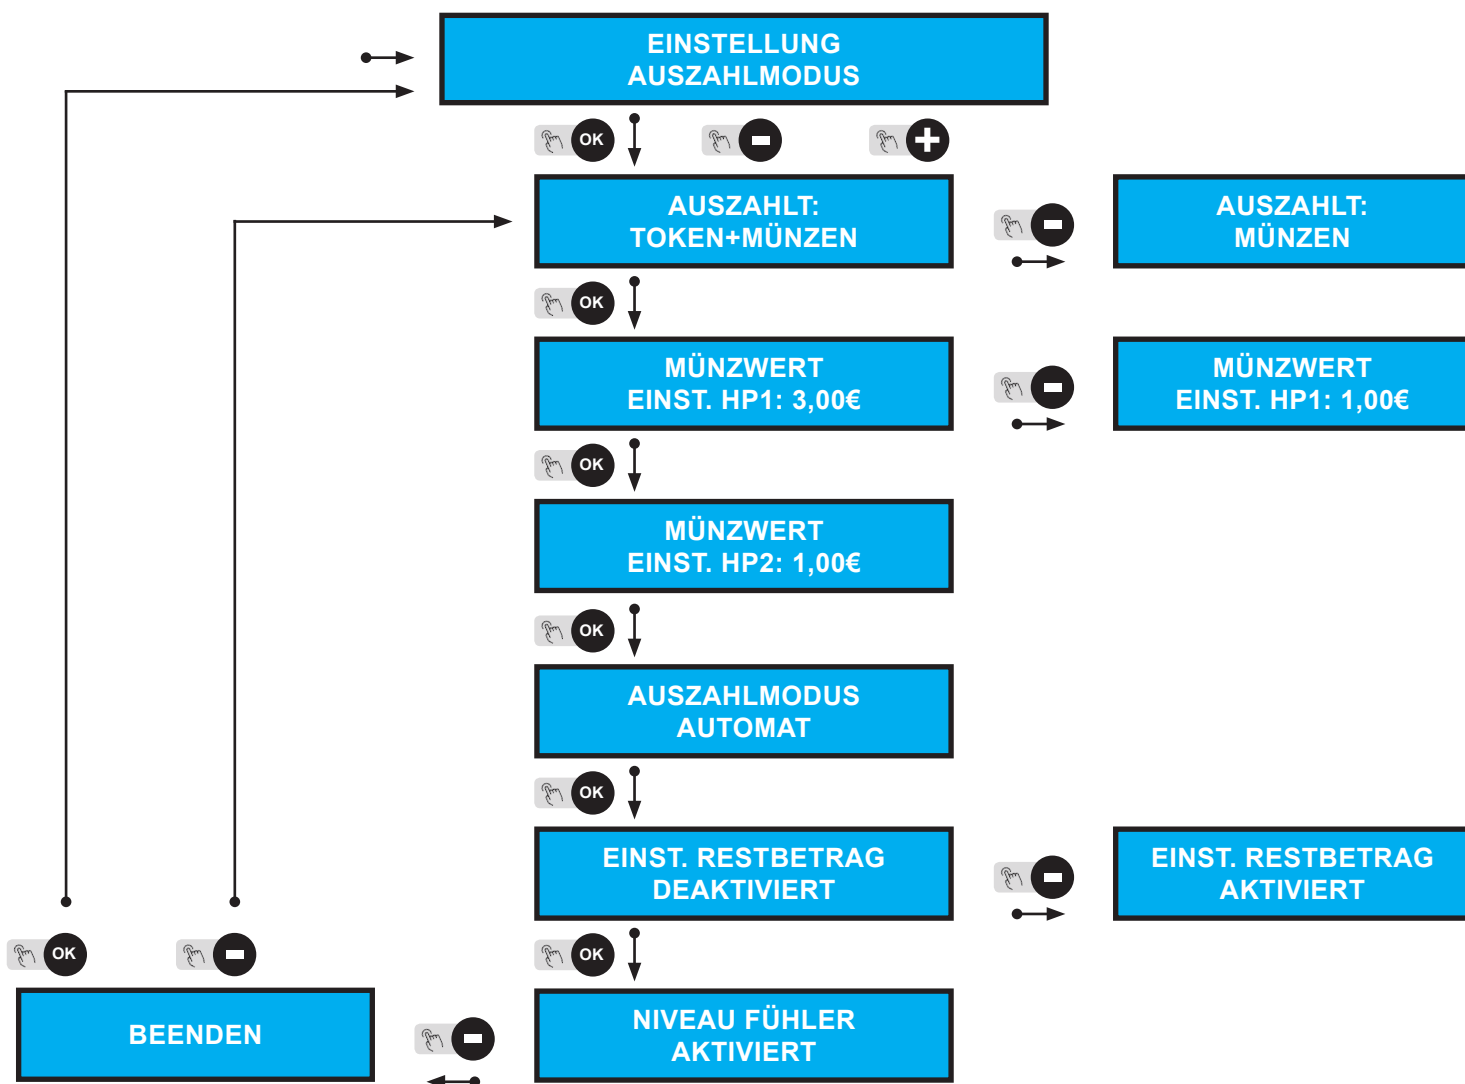 EINSTELLUNG
AUSZAHLMODUS
OK
AUSZAHLT:
TOKEN+MÜNZEN
AUSZAHLT:
MÜNZEN
OK
MÜNZWERT
EINST. HP1: 3,00€
MÜNZWERT
EINST. HP1: 1,00€
OK
MÜNZWERT
EINST. HP2: 1,00€
OK
AUSZAHLMODUS
AUTOMAT
OK
EINST. RESTBETRAG
DEAKTIVIERT
EINST. RESTBETRAG
AKTIVIERT
OK
OK
BEENDEN
NIVEAU FÜHLER
AKTIVIERT